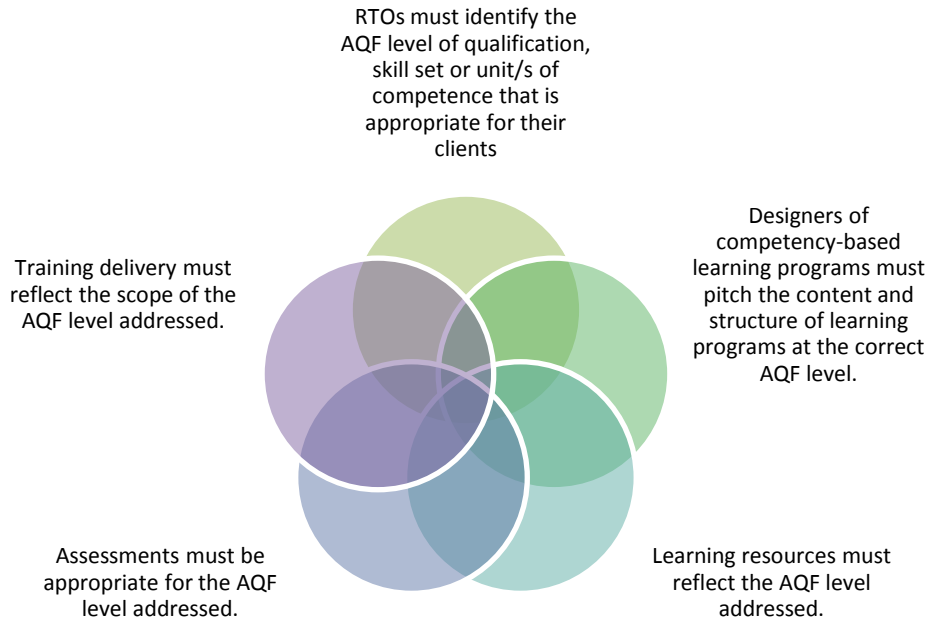 RTOs must identify the
AQF level of qualification,
skill set or unit/s of
competence that is
appropriate for their
clients
Designers of
competency-based
learning programs must
pitch the content and
structure of learning
programs at the correct
AQF level.
Learning resources must
reflect the AQF level
addressed.
Assessments must be
appropriate for the AQF
level addressed.
Training delivery must
reflect the scope of the
AQF level addressed.